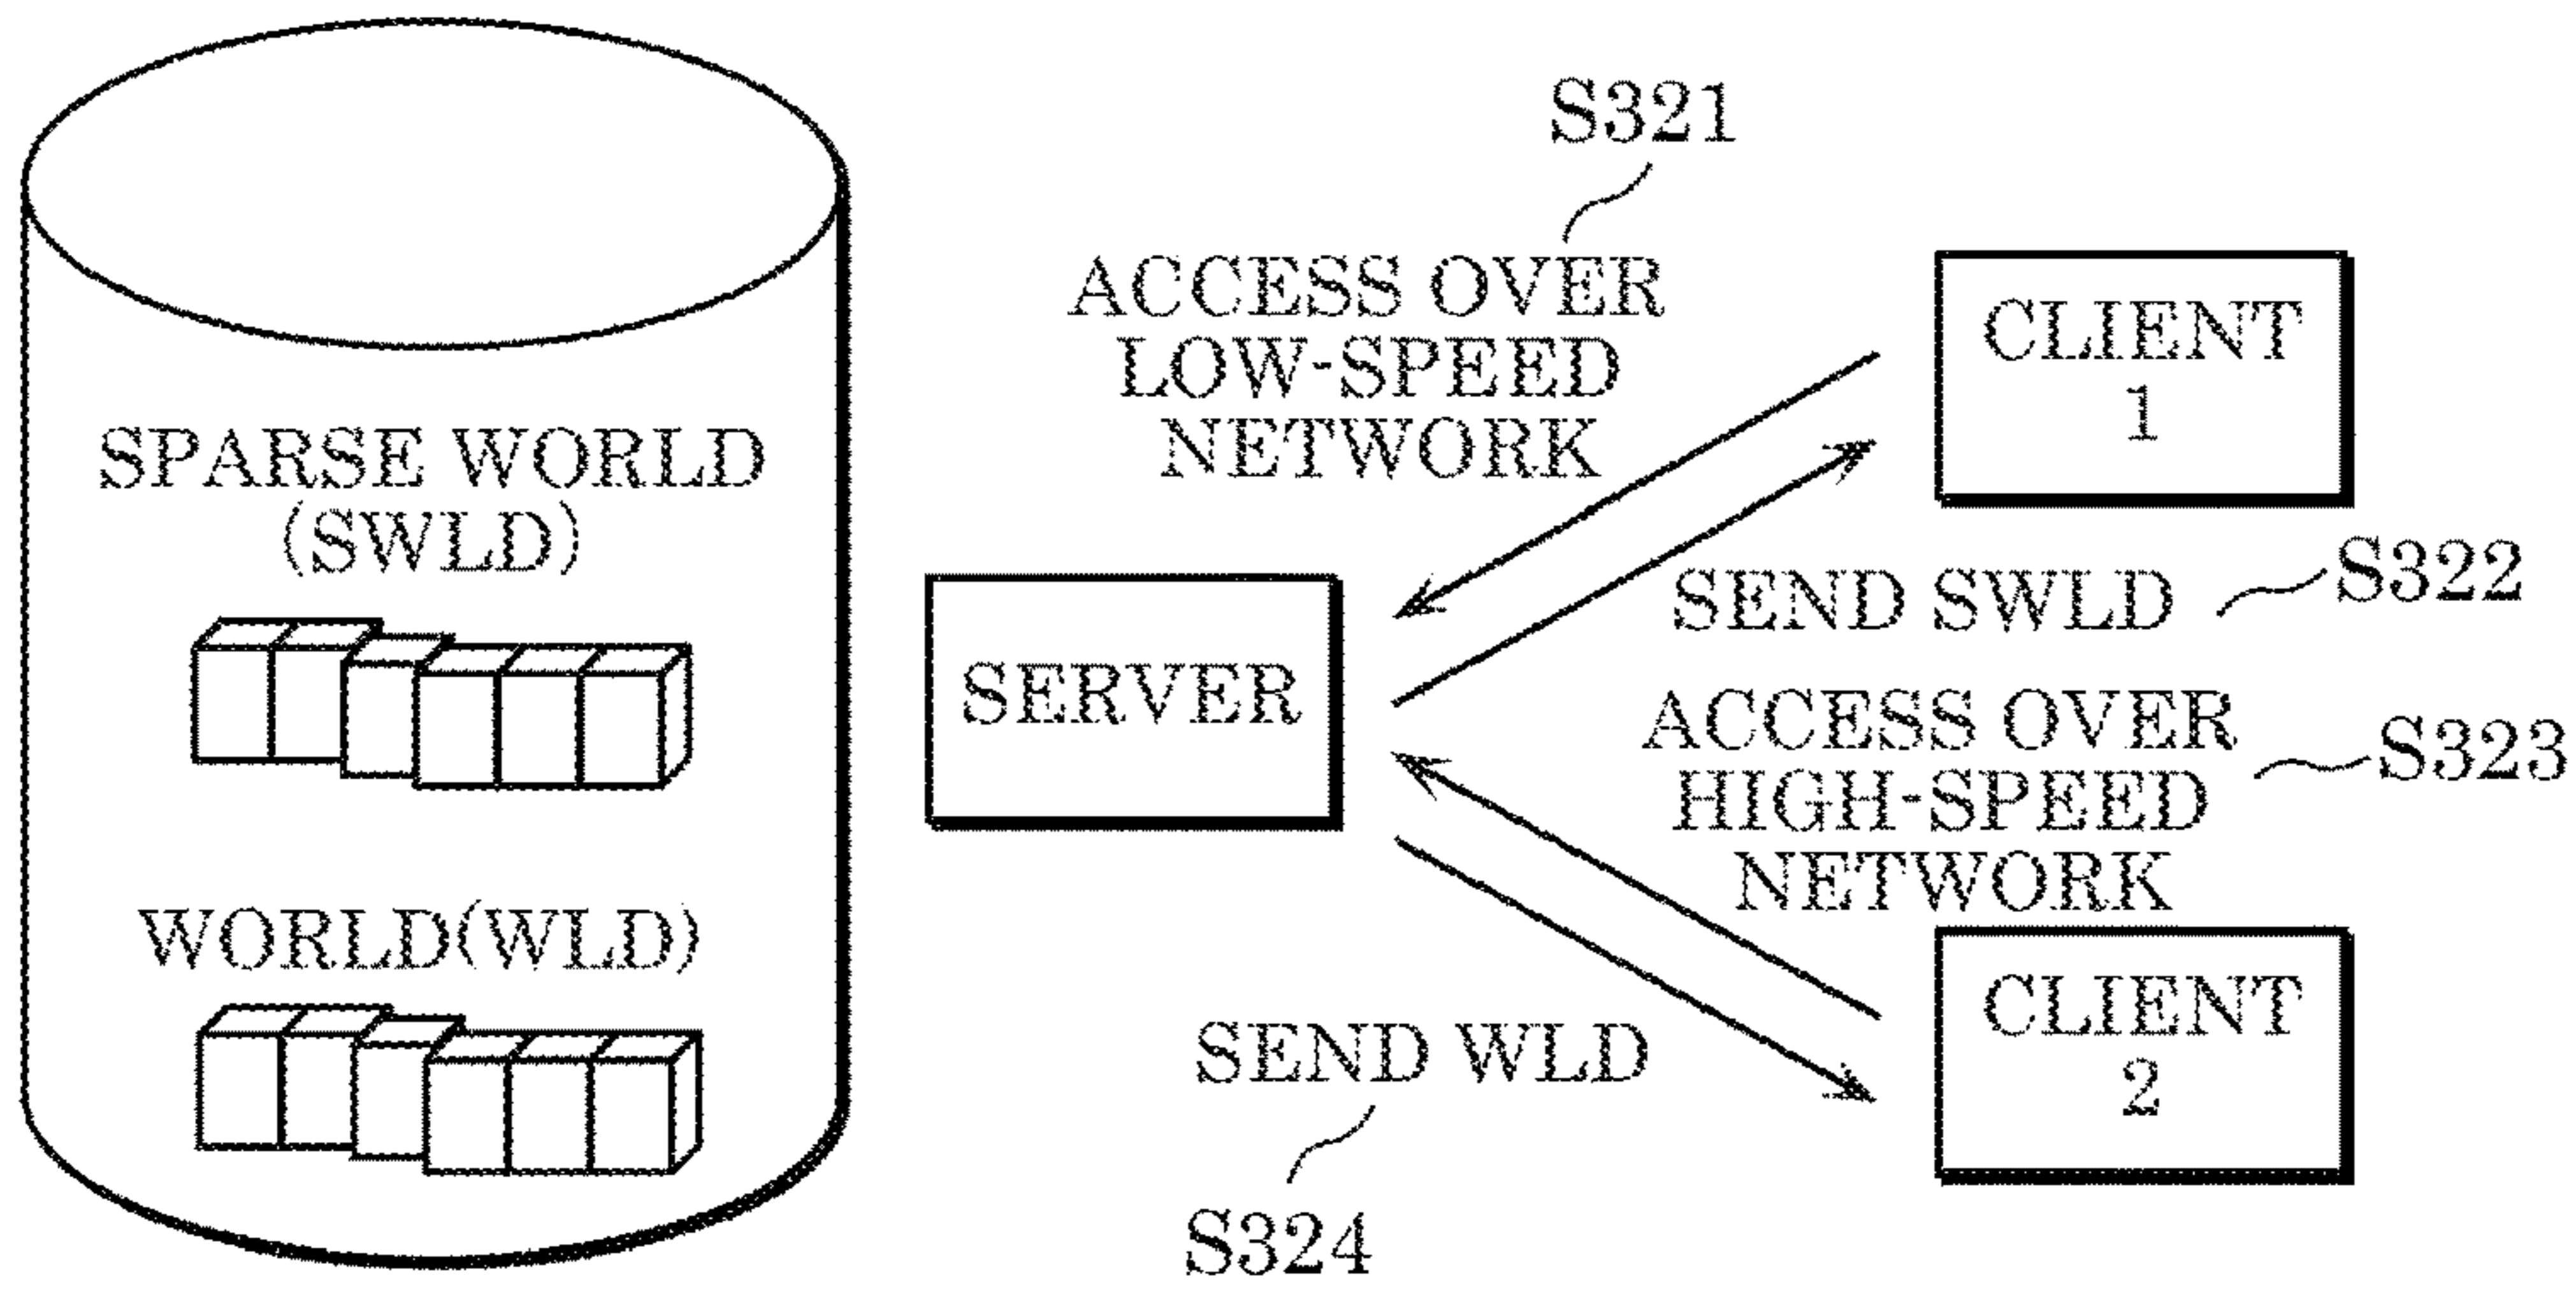 SPARSE WORLD
(SWLD)
WORLD(WLD)
SERVER
S321
ACCESS OVER
LOW-SPEED
NETWORK
CLIENT
1
SEND SWLD
S322
ACCESS OVER
HIGH-SPEED
NETWORK
S323
SEND WLD
S324
CLIENT
2